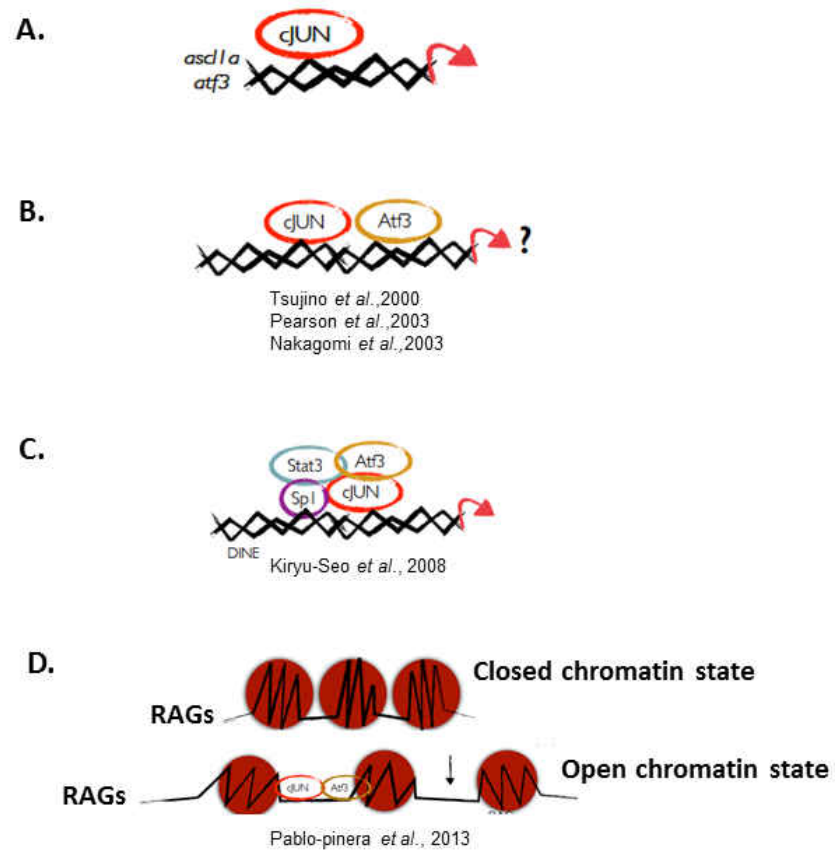 A.
cJUN
ascl1a
atf3
B.
cJUN Atf3
?
Tsujino et al.,2000
Pearson et al.,2003
Nakagomi et al.,2003
C.
Stat3 Atf3
Sp1 cJUN
DINE
Kiryu-Seo et al., 2008
D.
Closed chromatin state
RAGs
Open chromatin state
cJUN Atf3
RAGs
Pablo-pinera et al., 2013